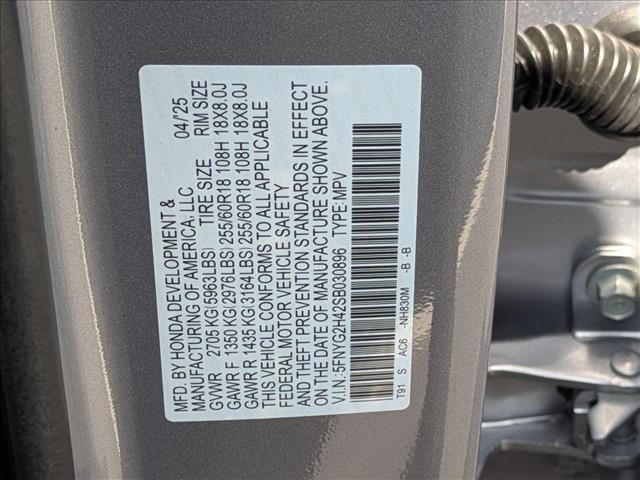 MFD. BY HONDA DEVELOPMENT &
MANUFACTURING OF AMERICA, LLC 04/'25
GVWR 2705 KG(5963LBS) TIRE SIZE RIM SIZE
GAWR F 1350 KG(2976LBS) 255/60R18 108H 18X8.0J
GAWR R 1435 KG(3164LBS) 255/60R18 108H 18X8.0J
THIS VEHICLE CONFORMS TO ALL APPLICABLE
FEDERAL MOTOR VEHICLE SAFETY
AND THEFT PREVENTION STANDARDS IN EFFECT
ON THE DATE OF MANUFACTURE SHOWN ABOVE.
V.I.N.: 5FNYG2H42SB030896 TYPE: MPV
T91 S AC6 -NH830M -B -B